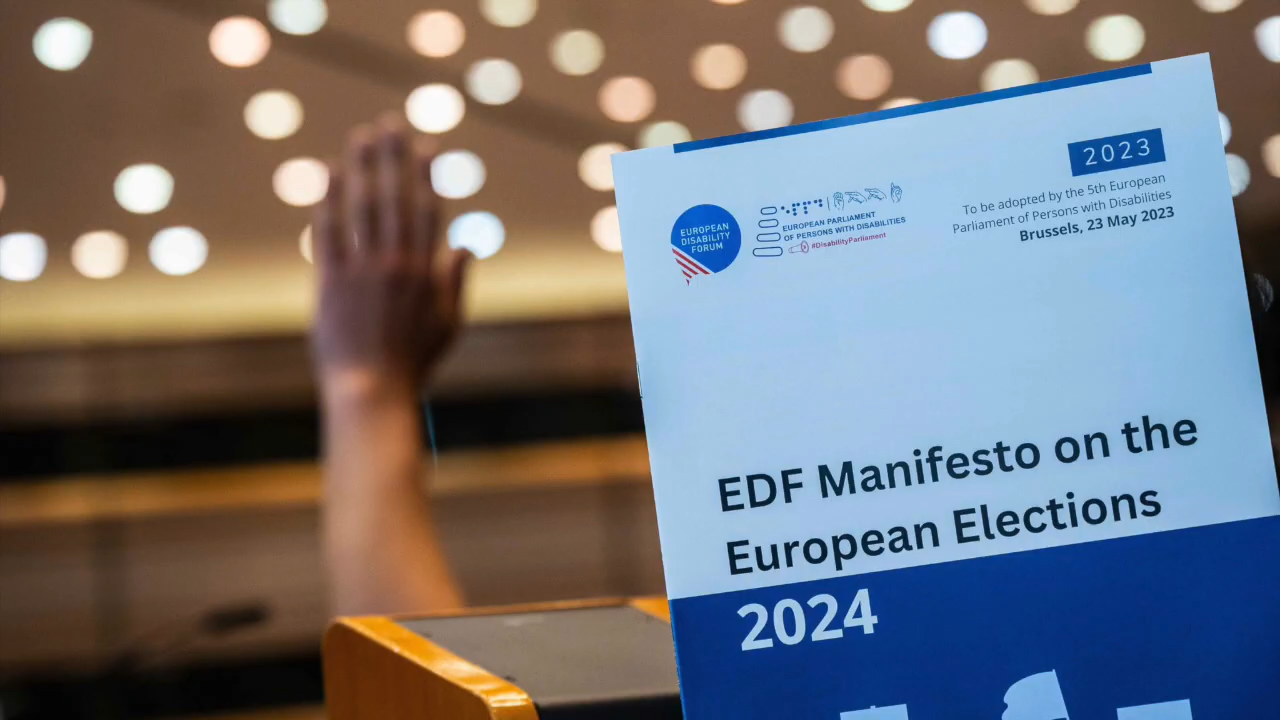 2023
To be adopted by the 5th European
Parliament of Persons with Disabilities
Brussels, 23 May 2023
EUROPEAN
DISABILITY
FORUM
EUROPEAN PARLIAMENT
OF PERSONS WITH DISABILITIES
#DisabilityParliament
EDF Manifesto on the
European Elections
2024